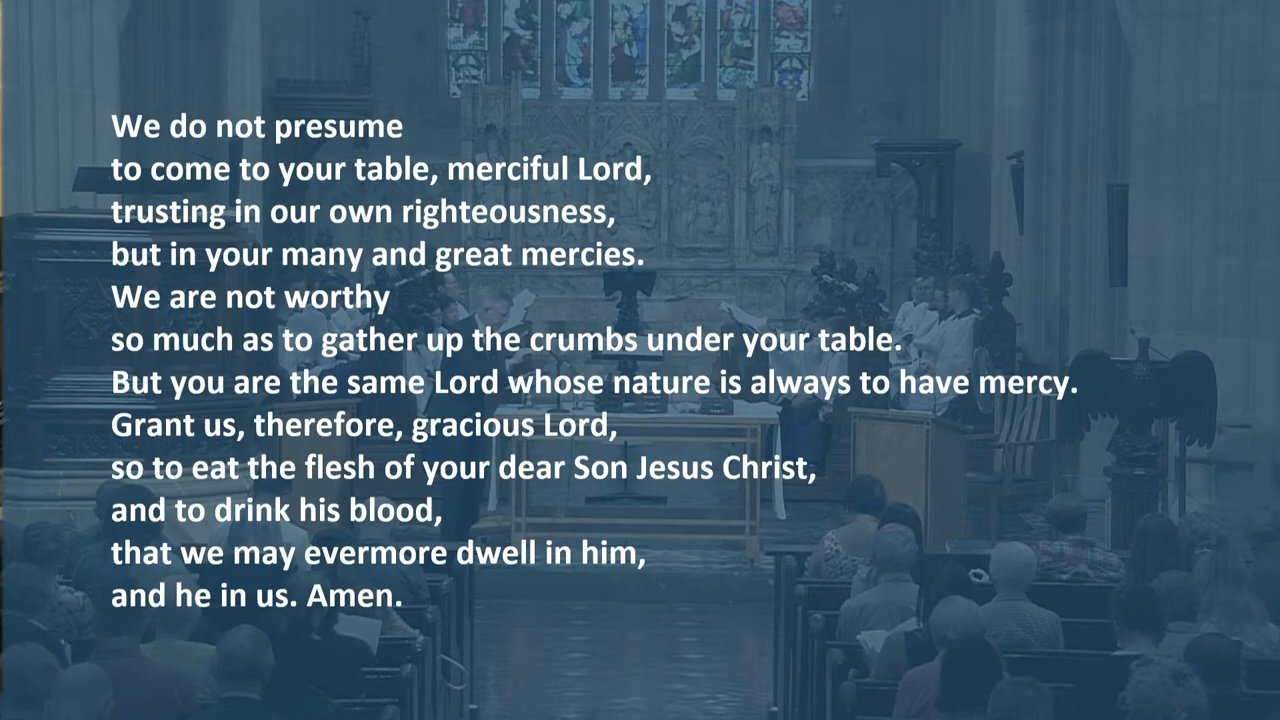 We do not presume
to come to your table, merciful Lord,
trusting in our own righteousness,
but in your many and great mercies.
We are not worthy
so much as to gather up the crumbs under your table.
But you are the same Lord whose nature is always to have mercy.
Grant us, therefore, gracious Lord,
so to eat the flesh of your dear Son Jesus Christ,
and to drink his blood,
that we may evermore dwell in him,
and he in us. Amen.